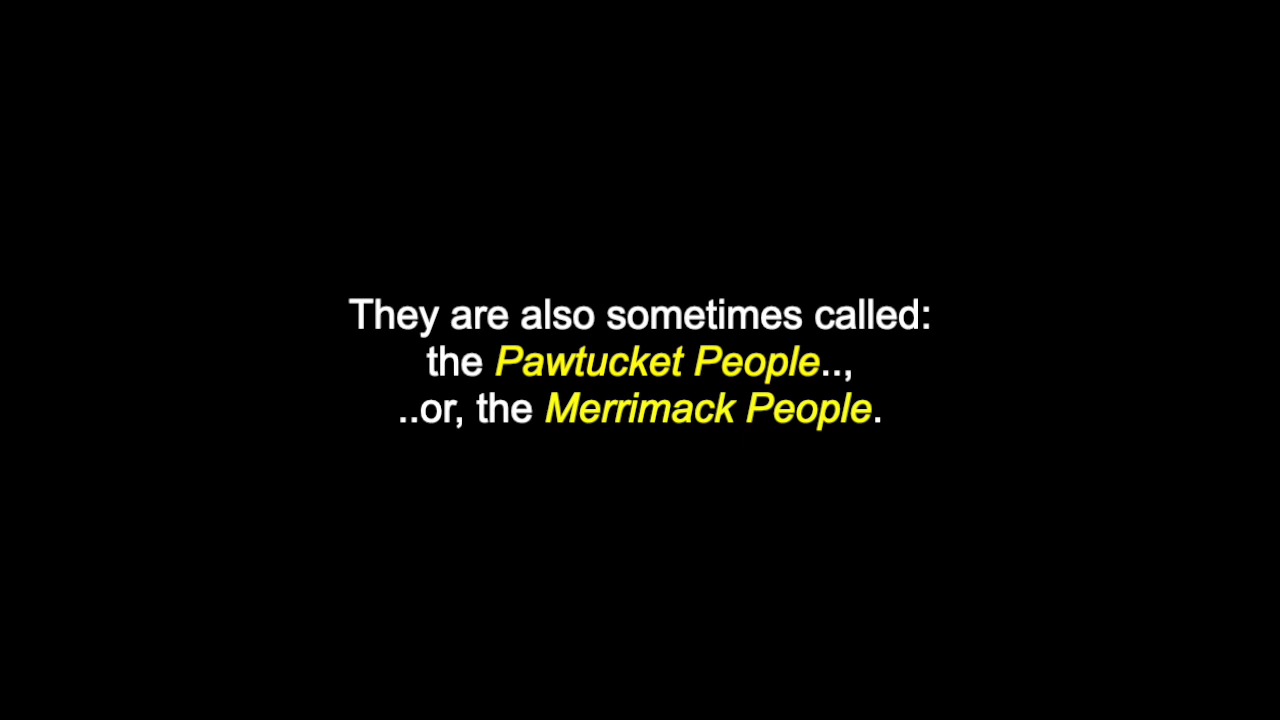 They are also sometimes called:
the Pawtucket People..,
..or, the Merrimack People.